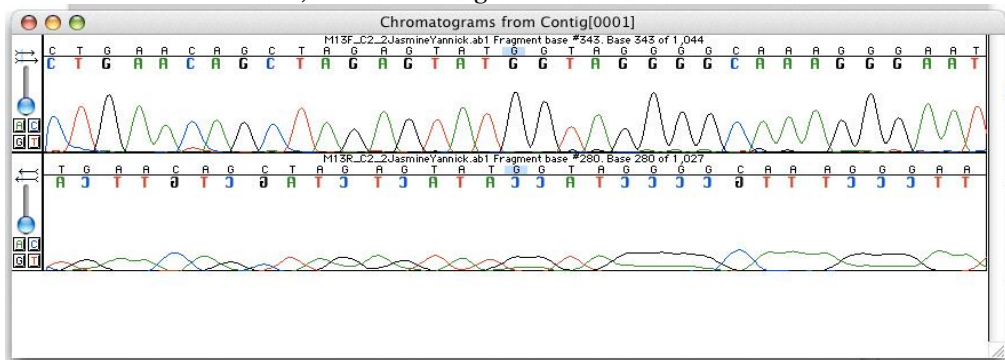 Chromatograms from Contig[0001]
M13F_C2_2JasmineYannick.ab1 Fragment base #343. Base 343 of 1,044
C T G A A C A G C T A G A G T A T G G T A G G G G C A A A G G G A A T
C T G A A C A G C T A G A G T A T G G T A G G G G C A A A G G G A A T
A C
G T
M13R_C2_2JasmineYannick.ab1 Fragment base #280. Base 280 of 1,027
T G A A C A G C T A G A G T A T G G T A G G G G C A A A G G G A A
A C T T G T C G A T C T C A T A C C A T C C C C G T T T C C C T T
A C
G T